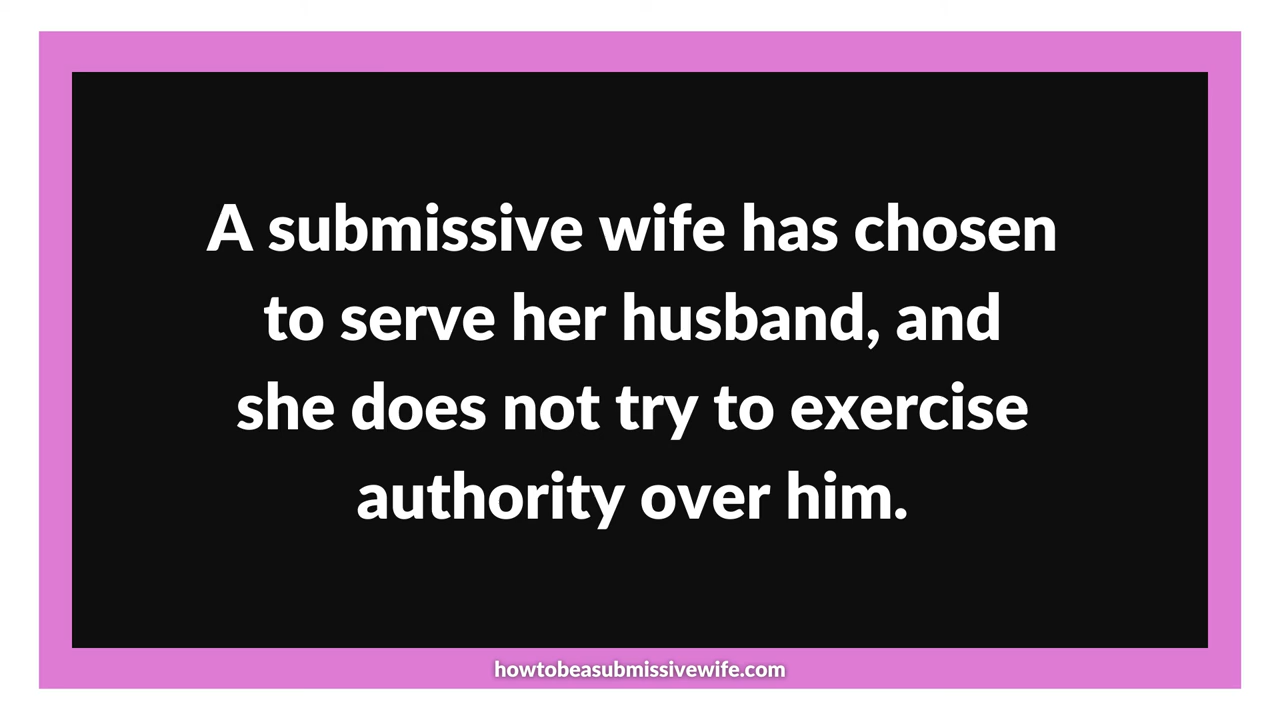 A submissive wife has chosen
to serve her husband, and
she does not try to exercise
authority over him.
howtobeasubmissivewife.com